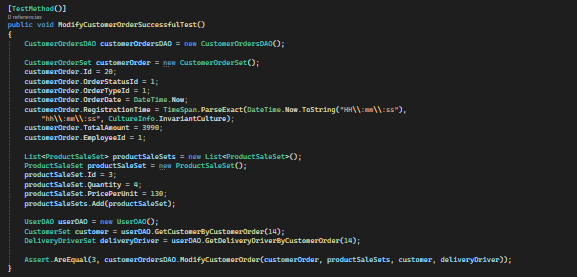 [TestMethod()]
0 referencias
public void ModifyCustomerOrderSuccessfulTest()
{
CustomerOrdersDAO customerOrdersDAO = new CustomerOrdersDAO();
CustomerOrderSet customerOrder = new CustomerOrderSet();
customerOrder.Id = 20;
customerOrder.OrderStatusId = 1;
customerOrder.OrderTypeId = 1;
customerOrder.OrderDate = DateTime.Now;
customerOrder.RegistrationTime = TimeSpan.ParseExact(DateTime.Now.ToString("HH\\:mm\\:ss"),
"hh\\:mm\\:ss", CultureInfo.InvariantCulture);
customerOrder.TotalAmount = 3990;
customerOrder.EmployeeId = 1;
List<ProductSaleSet> productSaleSets = new List<ProductSaleSet>();
ProductSaleSet productSaleSet = new ProductSaleSet();
productSaleSet.Id = 3;
productSaleSet.Quantity = 4;
productSaleSet.PricePerUnit = 130;
productSaleSets.Add(productSaleSet);
UserDAO userDAO = new UserDAO();
CustomerSet customer = userDAO.GetCustomerByCustomerOrder(14);
DeliveryDriverSet deliveryDriver = userDAO.GetDeliveryDriverByCustomerOrder(14);
Assert.AreEqual(3, customerOrdersDAO.ModifyCustomerOrder(customerOrder, productSaleSets, customer, deliveryDriver));
}